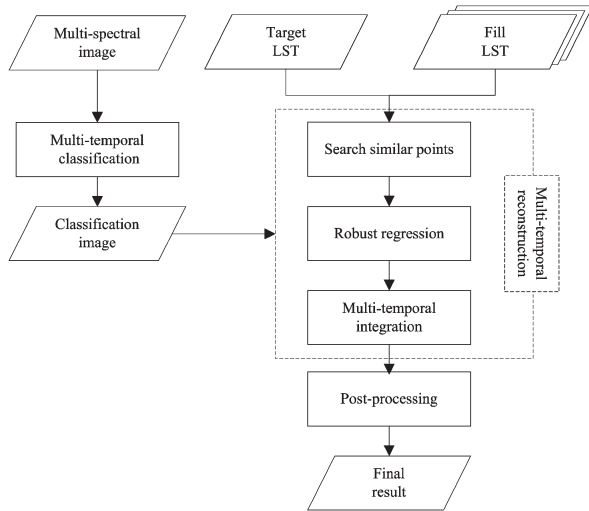 Multi-spectral
image
Target
LST
Fill
LST
Multi-temporal
classification
Search similar points
Classification
image
Robust regression
Multi-temporal
reconstruction
Multi-temporal
integration
Post-processing
Final
result